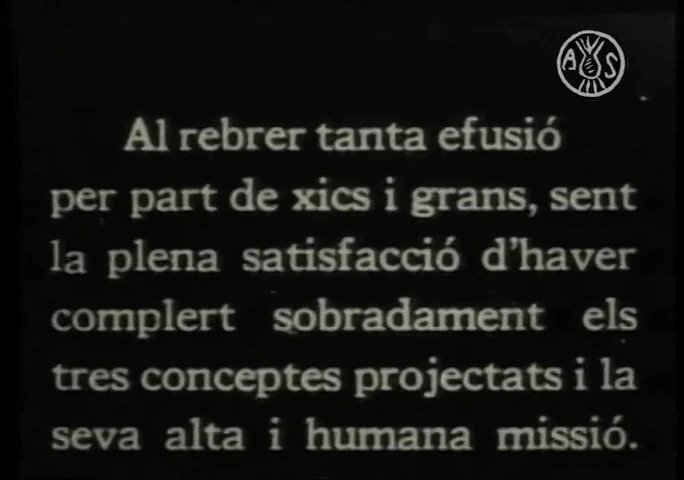 A S
Al rebrer tanta efusió
per part de xics i grans, sent
la plena satisfacció d'haver
complert sobradament els
tres conceptes projectats i la
seva alta i humana missió.